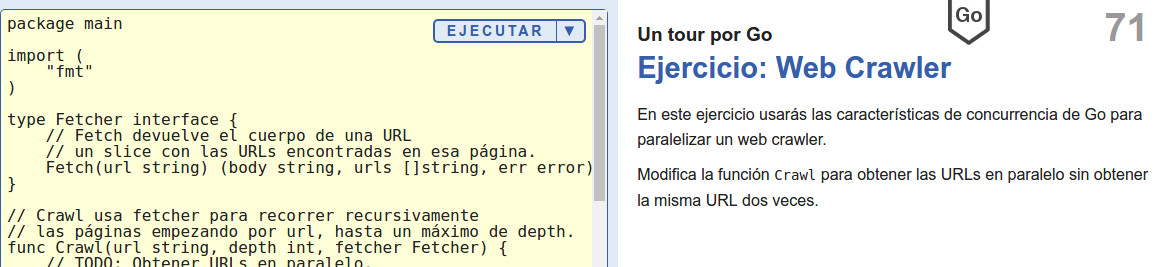 package main
EJECUTAR ▼
import (
"fmt"
)
type Fetcher interface {
// Fetch devuelve el cuerpo de una URL
// un slice con las URLs encontradas en esa página.
Fetch(url string) (body string, urls []string, err error)
}
// Crawl usa fetcher para recorrer recursivamente
// las páginas empezando por url, hasta un máximo de depth.
func Crawl(url string, depth int, fetcher Fetcher) {
// TODO: Obtener URLs en paralelo.
Go
71
Un tour por Go
Ejercicio: Web Crawler
En este ejercicio usarás las características de concurrencia de Go para
paralelizar un web crawler.
Modifica la función Crawl para obtener las URLs en paralelo sin obtener
la misma URL dos veces.